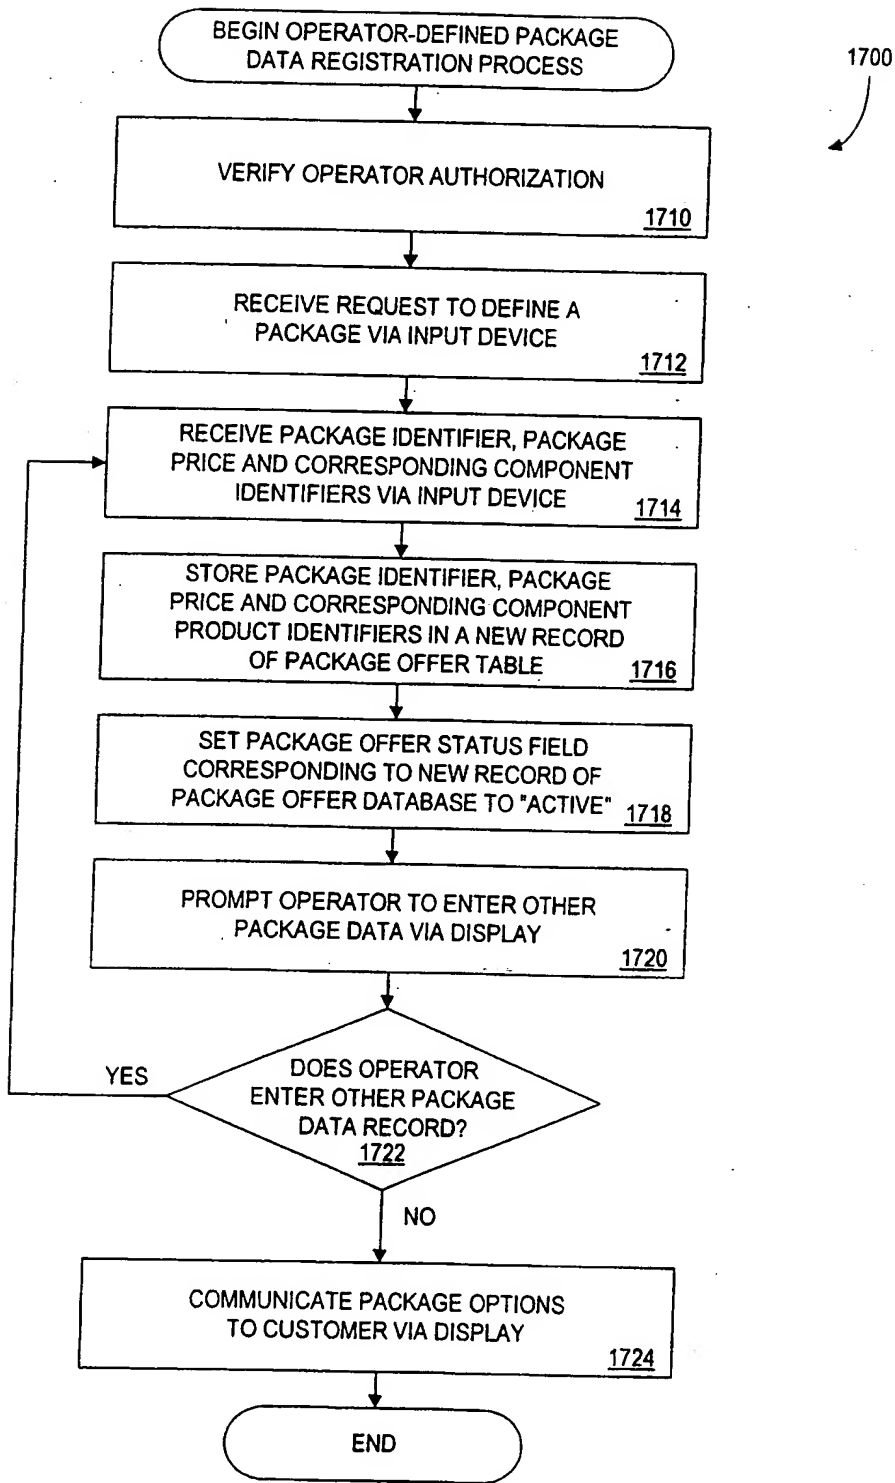 BEGIN OPERATOR-DEFINED PACKAGE
DATA REGISTRATION PROCESS
1700
VERIFY OPERATOR AUTHORIZATION
1710
RECEIVE REQUEST TO DEFINE A
PACKAGE VIA INPUT DEVICE
1712
RECEIVE PACKAGE IDENTIFIER, PACKAGE
PRICE AND CORRESPONDING COMPONENT
IDENTIFIERS VIA INPUT DEVICE
1714
STORE PACKAGE IDENTIFIER, PACKAGE
PRICE AND CORRESPONDING COMPONENT
PRODUCT IDENTIFIERS IN A NEW RECORD
OF PACKAGE OFFER TABLE
1716
SET PACKAGE OFFER STATUS FIELD
CORRESPONDING TO NEW RECORD OF
PACKAGE OFFER DATABASE TO "ACTIVE"
1718
PROMPT OPERATOR TO ENTER OTHER
PACKAGE DATA VIA DISPLAY
1720
YES
DOES OPERATOR
ENTER OTHER PACKAGE
DATA RECORD?
1722
NO
COMMUNICATE PACKAGE OPTIONS
TO CUSTOMER VIA DISPLAY
1724
END